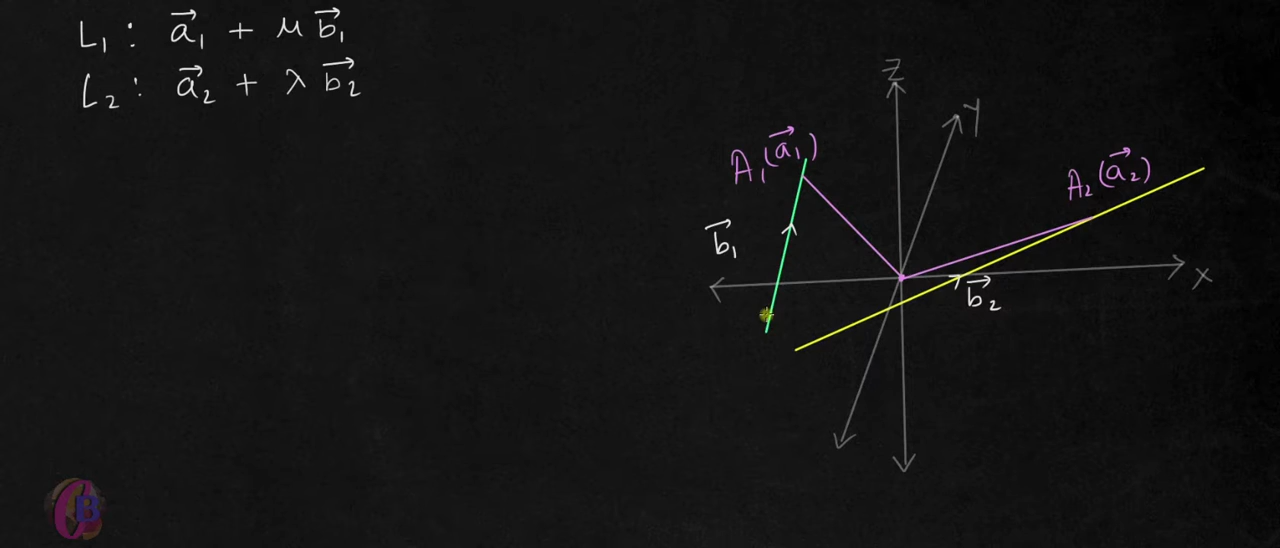 L₁ : a⃗₁ + μ b⃗₁
L₂ : a⃗₂ + λ b⃗₂
Z
Y
A₁(a⃗₁)
A₂(a⃗₂)
b⃗₁
X
b⃗₂
B